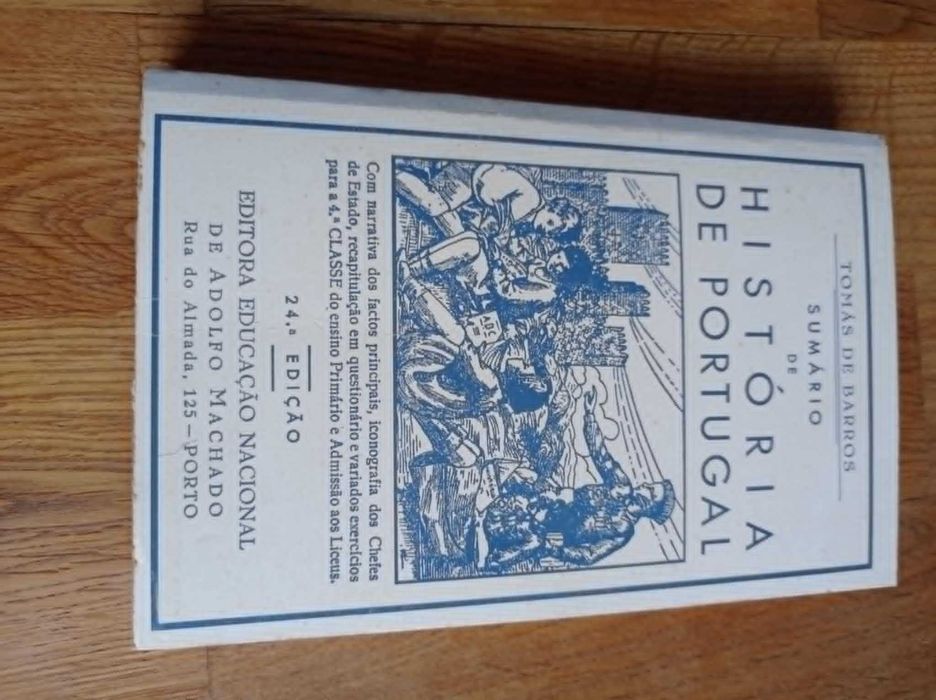 TOMÁS DE BARROS
SUMÁRIO
DE
HISTÓRIA
DE PORTUGAL
ABC
Com narrativa dos factos principais, iconografia dos Chefes
de Estado, recapitulação em questionário e variados exercícios
para a 4.ª CLASSE do ensino Primário e Admissão aos Liceus.
24.ª EDIÇÃO
EDITORA EDUCAÇÃO NACIONAL
DE ADOLFO MACHADO
Rua do Almada, 125 — PORTO